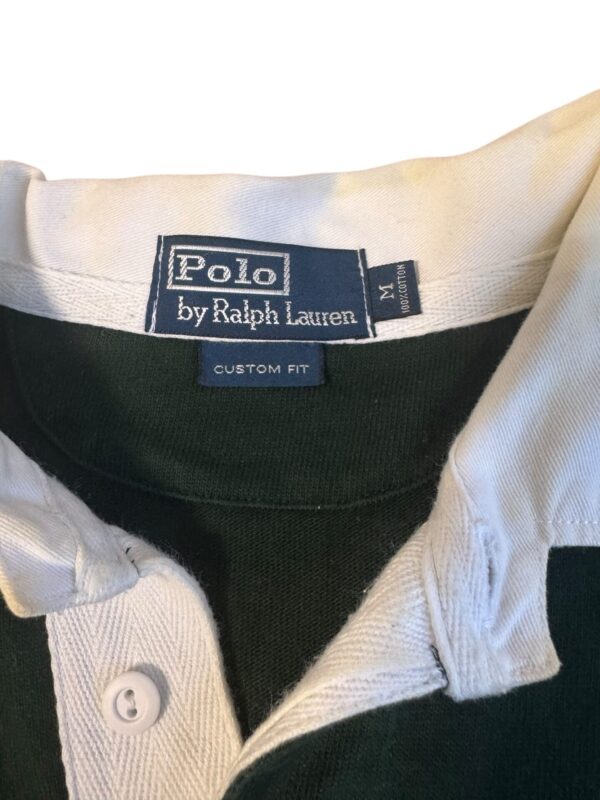 Polo
by Ralph Lauren
M
100% COTTON
CUSTOM FIT